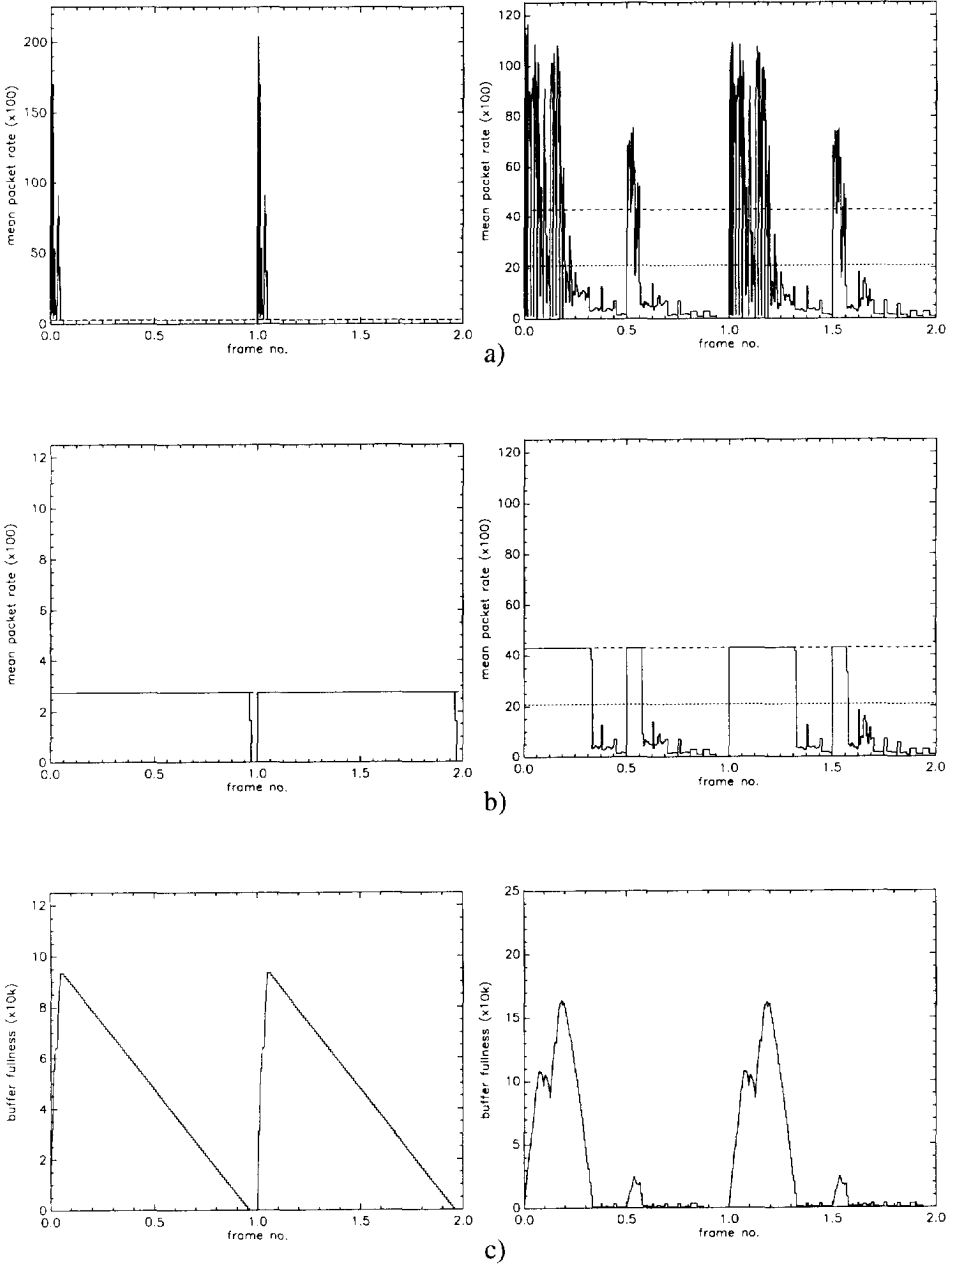 mean packet rate (x100)
200
150
100
50
0
0.0 0.5 1.0 1.5 2.0
frame no.
mean packet rate (x100)
120
100
80
60
40
20
0
0.0 0.5 1.0 1.5 2.0
frame no.
a)
mean packet rate (x100)
12
10
8
6
4
2
0
0.0 0.5 1.0 1.5 2.0
frame no.
mean packet rate (x100)
120
100
80
60
40
20
0
0.0 0.5 1.0 1.5 2.0
frame no.
b)
buffer fullness (x10k)
12
10
8
6
4
2
0
0.0 0.5 1.0 1.5 2.0
frame no.
buffer fullness (x10k)
25
20
15
10
5
0
0.0 0.5 1.0 1.5 2.0
frame no.
c)